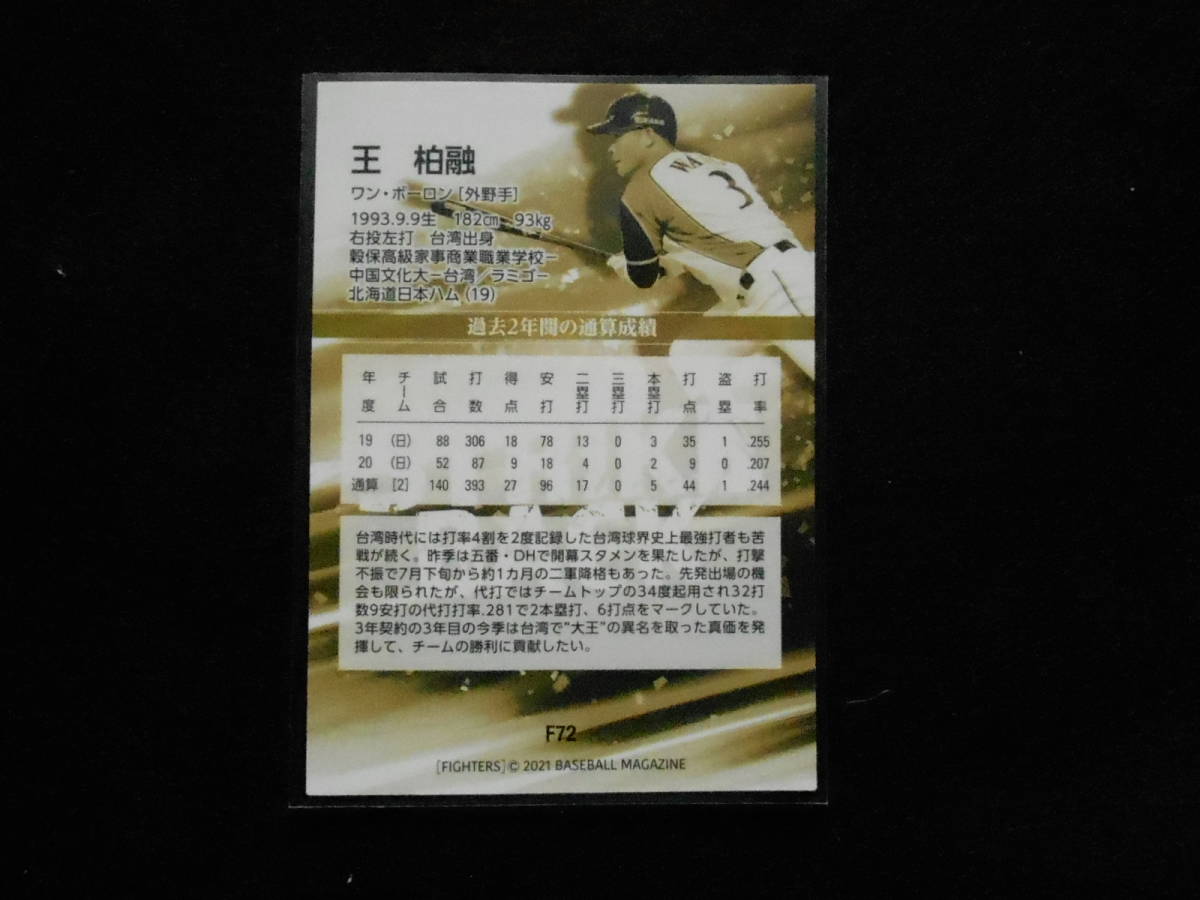 王 柏融
ワン・ボーロン[外野手]
1993.9.9生 182㎝ 93㎏
右投左打 台湾出身
穀保高級家事商業職業学校ー
中国文化大ー台湾/ラミゴー
北海道日本ハム(19)
WA
3
過去2年間の通算成績
年度 チーム 試合 打数 得点 安打 二塁打 三塁打 本塁打 打点 盗塁 打率
19 (日) 88 306 18 78 13 0 3 35 1 .255
20 (日) 52 87 9 18 4 0 2 9 0 .207
通算 [2] 140 393 27 96 17 0 5 44 1 .244
台湾時代には打率4割を2度記録した台湾球界史上最強打者も苦
戦が続く。昨季は五番・DHで開幕スタメンを果たしたが、打撃
不振で7月下旬から約1カ月の二軍降格もあった。先発出場の機
会も限られたが、代打ではチームトップの34度起用され32打
数9安打の代打打率.281で2本塁打、6打点をマークしていた。
3年契約の3年目の今季は台湾で"大王"の異名を取った真価を発
揮して、チームの勝利に貢献したい。
F72
[FIGHTERS]© 2021 BASEBALL MAGAZINE